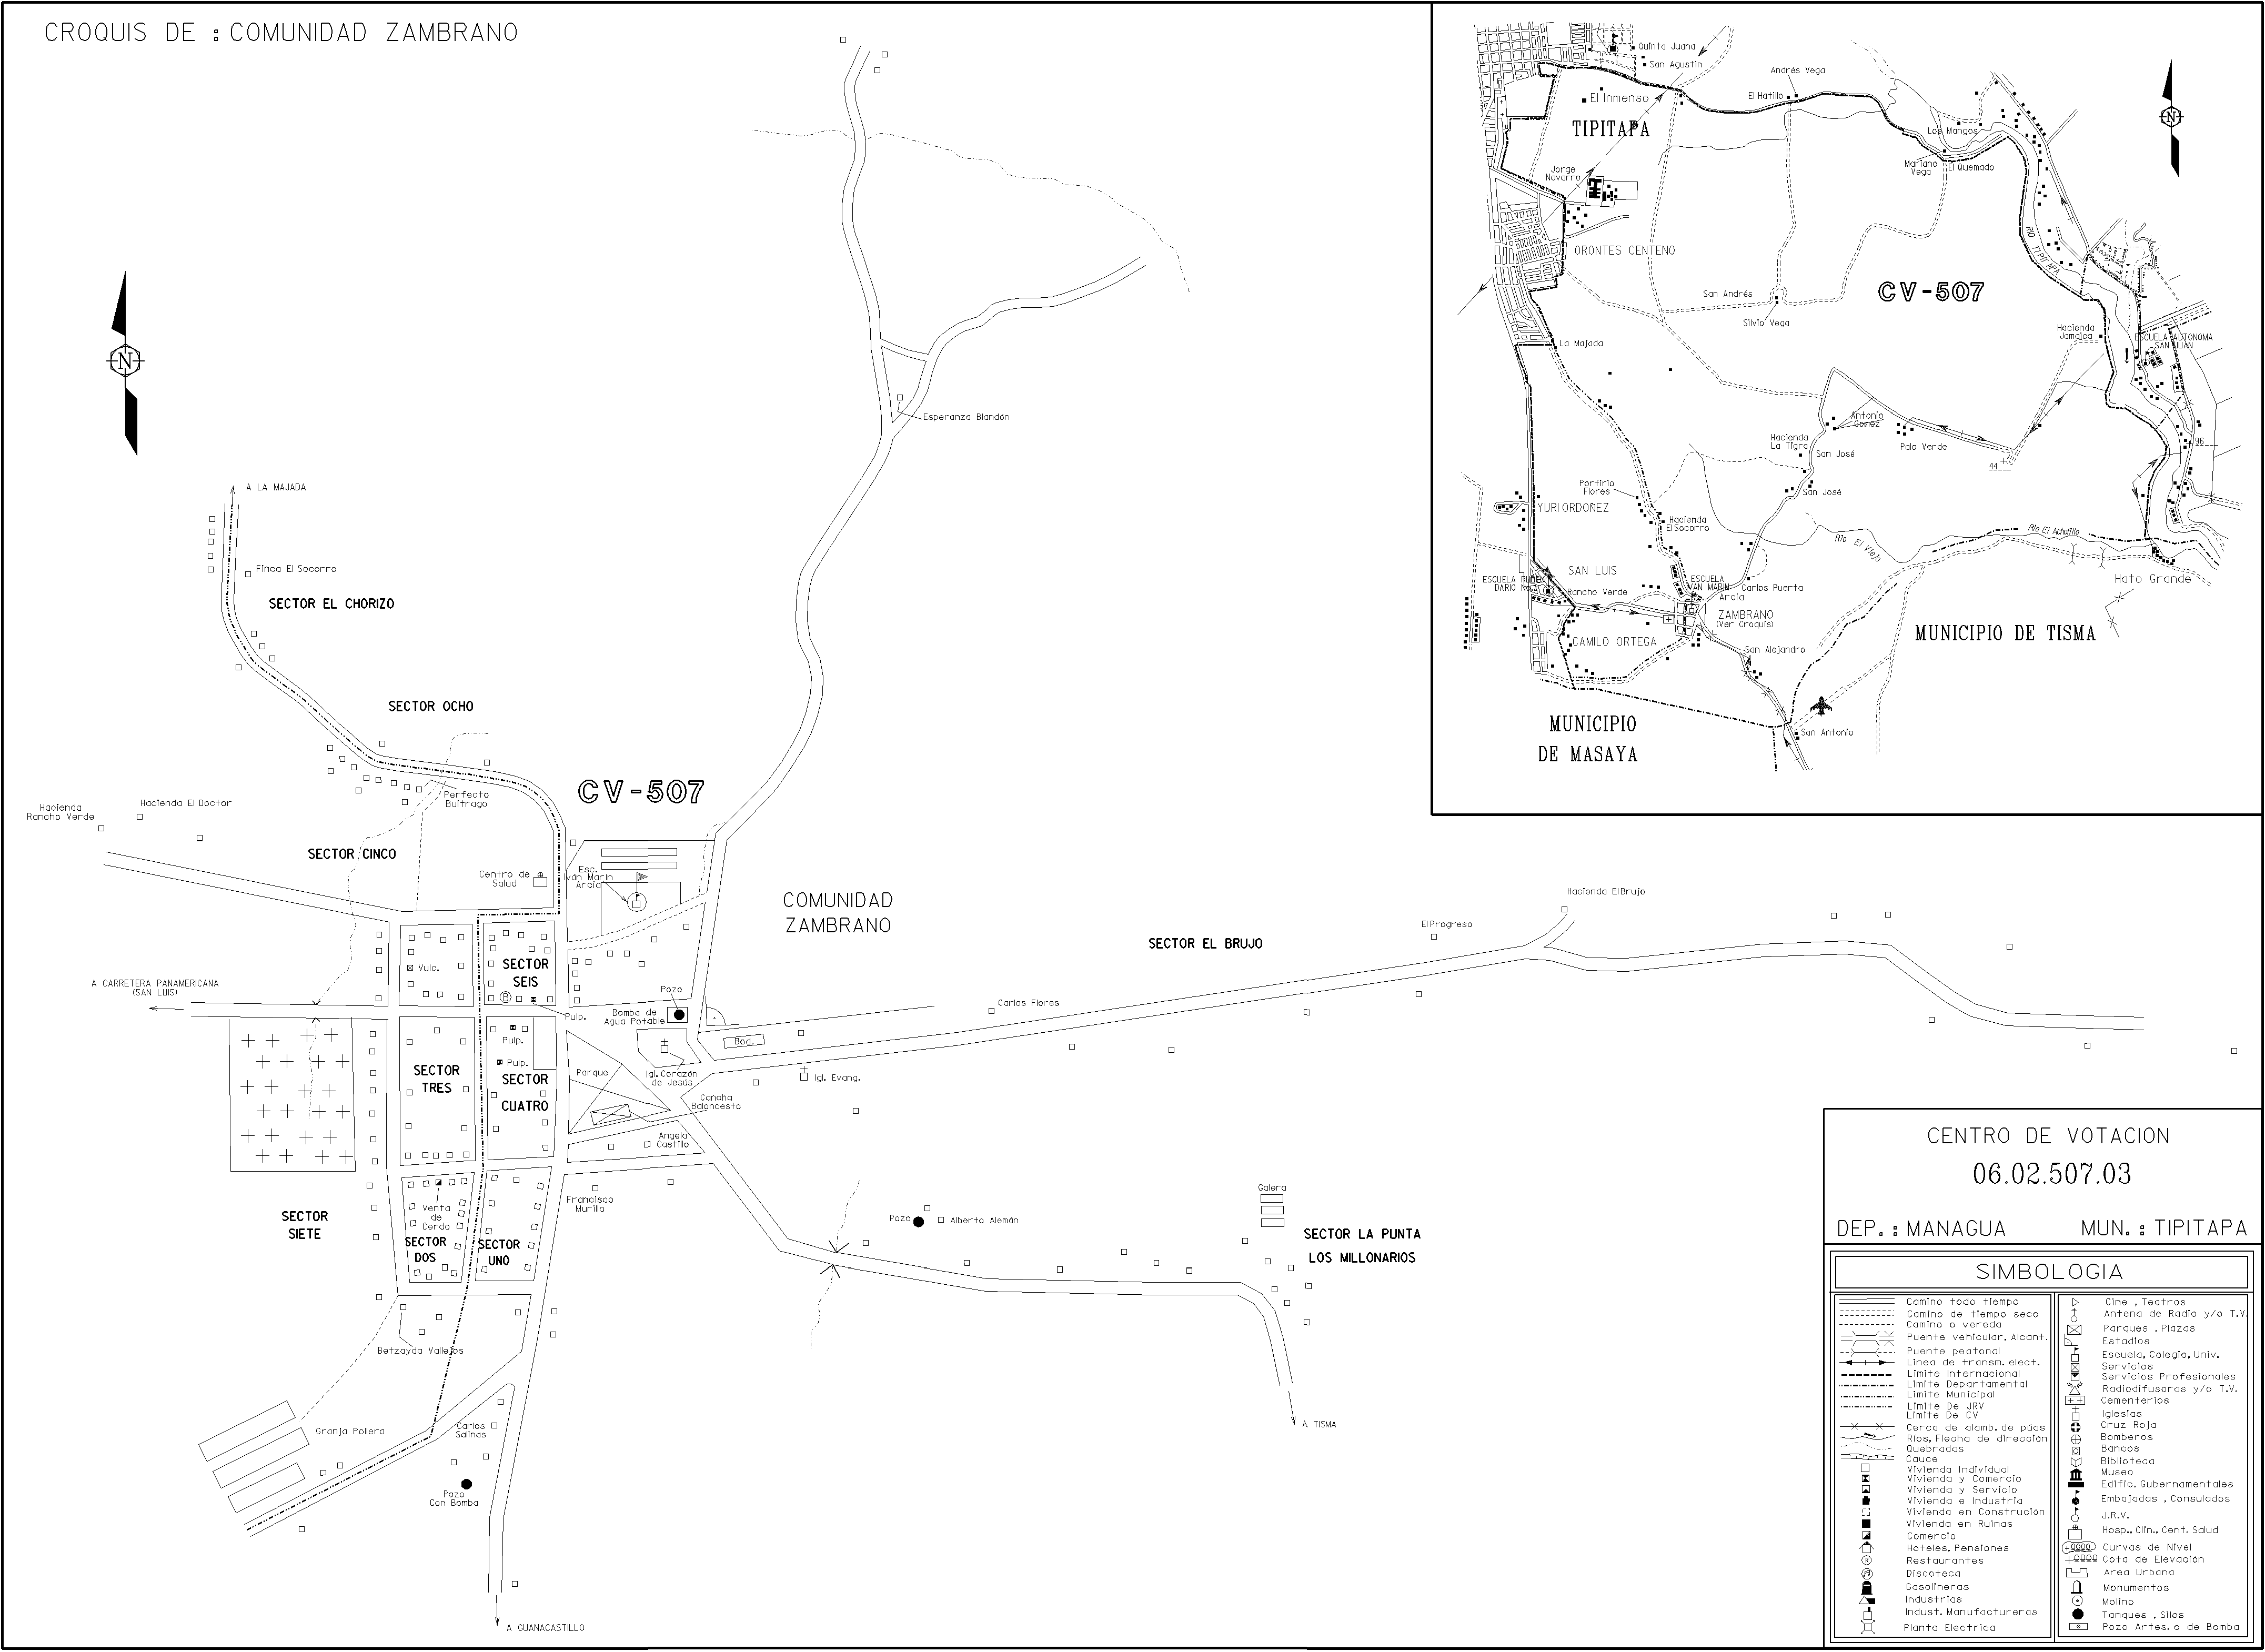 CROQUIS DE : COMUNIDAD ZAMBRANO
N
A LA MAJADA
Finca El Socorro
SECTOR EL CHORIZO
SECTOR OCHO
Esperanza Blandón
CV-507
Perfecto
Buitrago
Hacienda
Rancho Verde
Hacienda El Doctor
SECTOR CINCO
Centro de
Salud
Esc.
Iván Marín
Arcia
COMUNIDAD
ZAMBRANO
SECTOR
SEIS
Vulc.
B
Pulp.
A CARRETERA PANAMERICANA
(SAN LUIS)
Pozo
Bomba de
Agua Potable
Bod.
Carlos Flores
El Progreso
Hacienda El Brujo
SECTOR EL BRUJO
Pulp.
Pulp.
SECTOR
TRES
SECTOR
CUATRO
Parque
Igl. Corazón
de Jesús
Igl. Evang.
Cancha
Baloncesto
Angela
Castillo
Francisco
Murilla
SECTOR
SIETE
Venta
de
Cerdo
SECTOR
DOS
SECTOR
UNO
Pozo
Alberto Alemán
Galera
SECTOR LA PUNTA
LOS MILLONARIOS
Betzayda Vallejos
A TISMA
Granja Pollera
Carlos
Salinas
Pozo
Con Bomba
A GUANACASTILLO
Quinta Juana
San Agustín
Andrés Vega
El Hatillo
El Inmenso
TIPITAPA
N
Los Mangos
Mariano
Vega
El Quemado
Jorge
Navarro
RIO TIPITAPA
ORONTES CENTENO
CV-507
San Andrés
Silvio Vega
Hacienda
Jamaica
ESCUELA AUTONOMA
SAN JUAN
La Majada
Antonio
Gómez
Hacienda
La Tigra
San José
Palo Verde
96
44
San José
Porfirio
Flores
YURI ORDOÑEZ
Hacienda
El Socorro
Río El Viejo
Río El Achotillo
SAN LUIS
ESCUELA RUBEN
DARIO No.2
Rancho Verde
ESCUELA
IVAN MARIN
Arcia
Carlos Puerta
Hato Grande
ZAMBRANO
(Ver Croquis)
CAMILO ORTEGA
San Alejandro
MUNICIPIO DE TISMA
MUNICIPIO
DE MASAYA
San Antonio
CENTRO DE VOTACION
06.02.507.03
DEP. : MANAGUA MUN. : TIPITAPA
SIMBOLOGIA
Camino todo tiempo
Camino de tiempo seco
Camino o vereda
Puente vehicular, Alcant.
Puente peatonal
Linea de transm. elect.
Límite Internacional
Límite Departamental
Límite Municipal
Límite De JRV
Límite De CV
Cerca de alamb. de púas
Ríos, Flecha de dirección
Quebradas
Cauce
Vivienda Individual
Vivienda y Comercio
Vivienda y Servicio
Vivienda e Industria
Vivienda en Construción
Vivienda en Ruinas
Comercio
Hoteles, Pensiones
Restaurantes
Discoteca
Gasolineras
Industrias
Indust. Manufactureras
Planta Electrica
Cine , Teatros
Antena de Radio y/o T.V.
Parques , Plazas
Estadios
Escuela, Colegio, Univ.
Servicios
Servicios Profesionales
Radiodifusoras y/o T.V.
Cementerios
Iglesias
Cruz Roja
Bomberos
Bancos
Biblioteca
Museo
Edific. Gubernamentales
Embajadas , Consulados
J.R.V.
Hosp., Clin., Cent. Salud
Curvas de Nivel
Cota de Elevación
Area Urbana
Monumentos
Molino
Tanques , Silos
Pozo Artes. o de Bomba